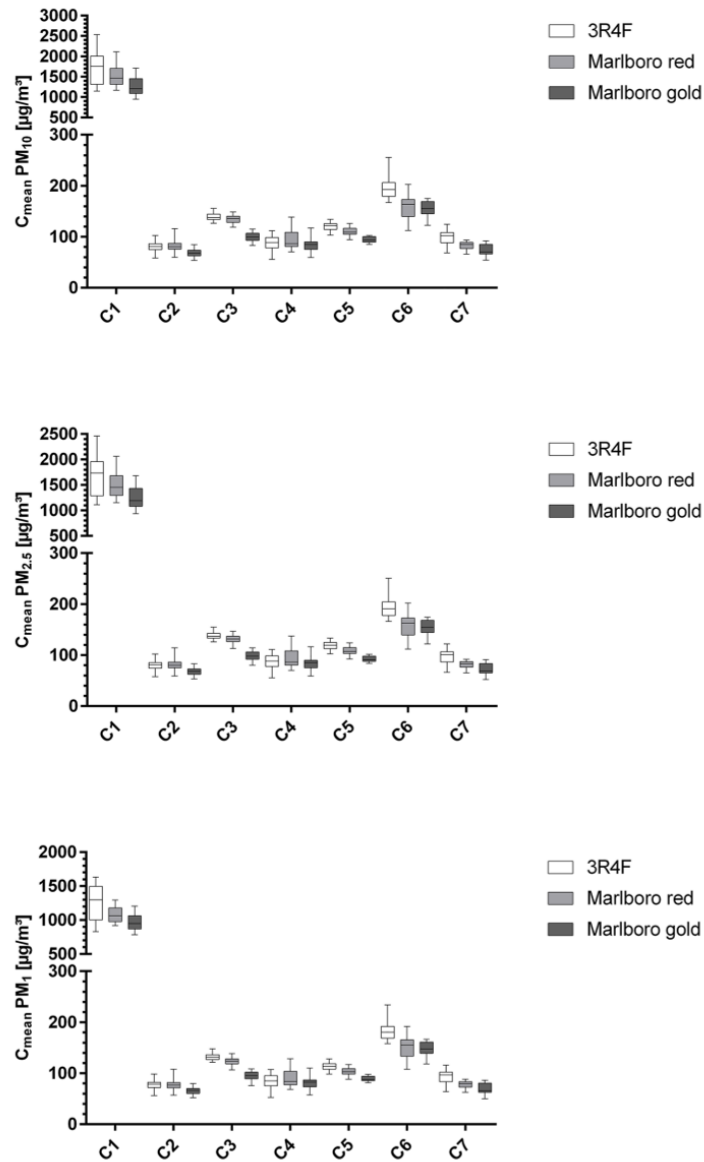 3000
2500
2000
1500
1000
500
300
200
100
0
Cmean PM10 [µg/m³]
C1 C2 C3 C4 C5 C6 C7
3R4F
Marlboro red
Marlboro gold
2500
2000
1500
1000
500
300
200
100
0
Cmean PM2.5 [µg/m³]
C1 C2 C3 C4 C5 C6 C7
3R4F
Marlboro red
Marlboro gold
2000
1500
1000
500
300
200
100
0
Cmean PM1 [µg/m³]
C1 C2 C3 C4 C5 C6 C7
3R4F
Marlboro red
Marlboro gold